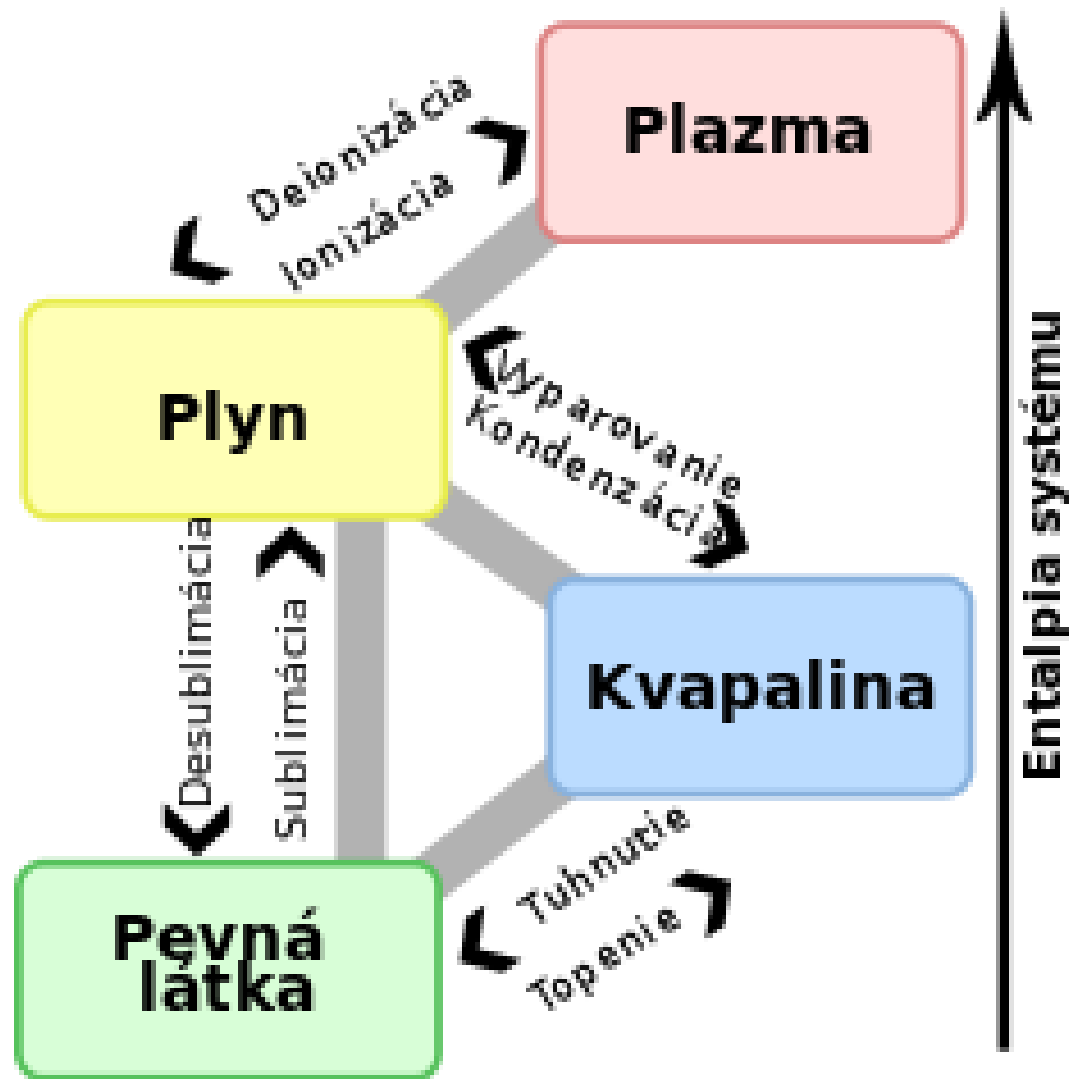 Plazma
Deionizácia
Ionizácia
Plyn
Vyparovanie
Kondenzácia
Entalpia systému
Desublimácia
Sublimácia
Kvapalina
Tuhnutie
Topenie
Pevná
látka